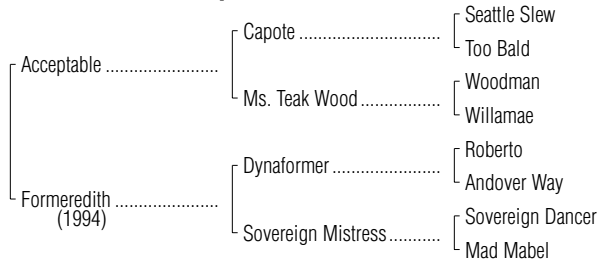 Seattle Slew
Capote ..............................
Too Bald
Acceptable ........................
Woodman
Ms. Teak Wood .................
Willamae
Roberto
Dynaformer .......................
Andover Way
Formeredith ......................
(1994)
Sovereign Dancer
Sovereign Mistress...........
Mad Mabel